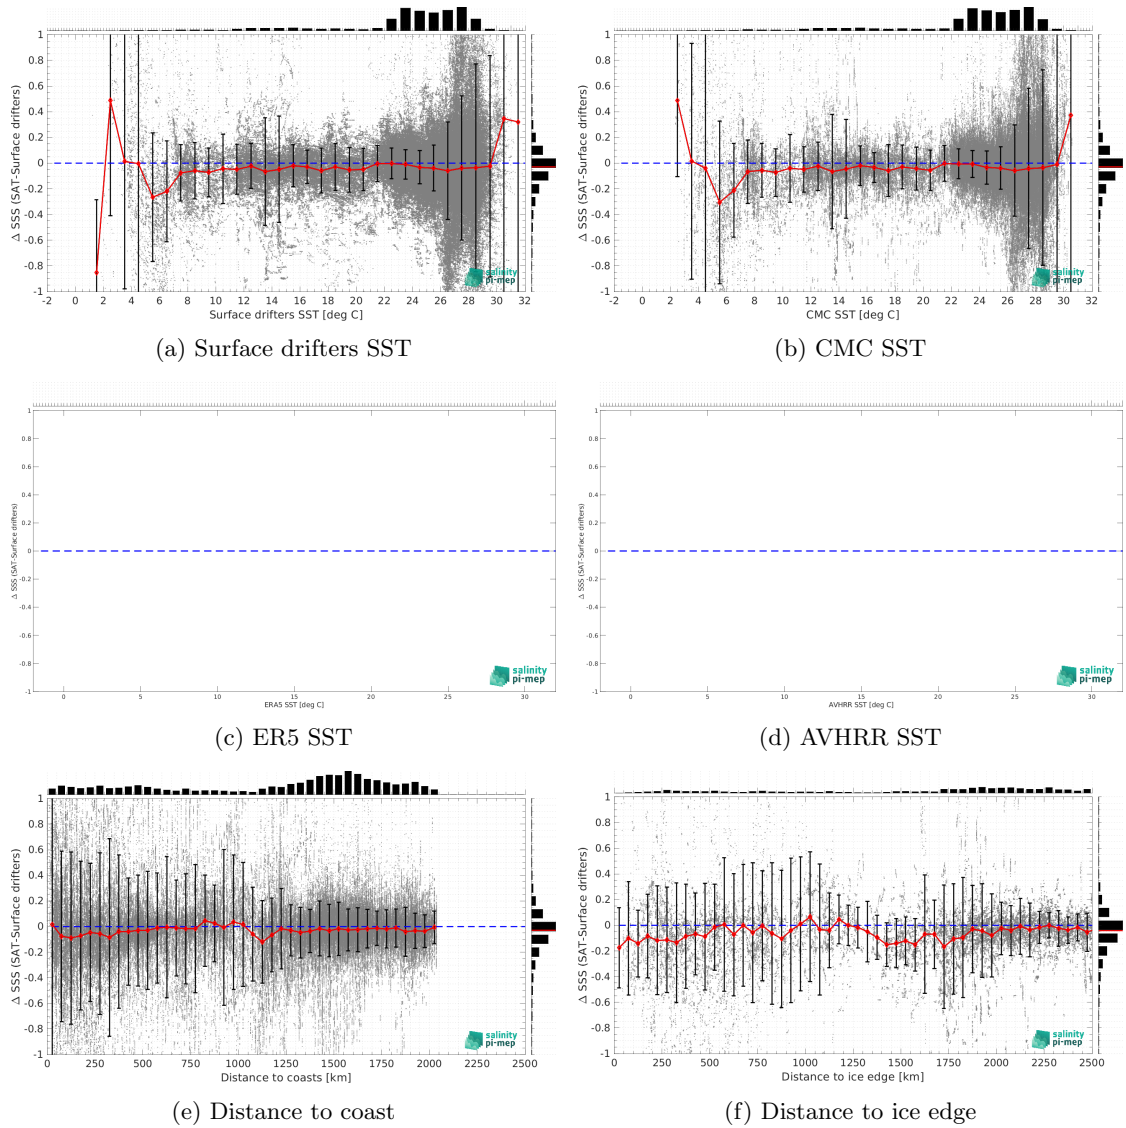 1
0.8
0.6
0.4
0.2
0
-0.2
-0.4
-0.6
-0.8
-1
Δ SSS (SAT-Surface drifters)
-2 0 2 4 6 8 10 12 14 16 18 20 22 24 26 28 30 32
Surface drifters SST [deg C]
salinity
pi-mep
(a) Surface drifters SST
1
0.8
0.6
0.4
0.2
0
-0.2
-0.4
-0.6
-0.8
-1
Δ SSS (SAT-Surface drifters)
-2 0 2 4 6 8 10 12 14 16 18 20 22 24 26 28 30 32
CMC SST [deg C]
salinity
pi-mep
(b) CMC SST
1
0.8
0.6
0.4
0.2
0
-0.2
-0.4
-0.6
-0.8
-1
Δ SSS (SAT-Surface drifters)
0 5 10 15 20 25 30
ERA5 SST [deg C]
salinity
pi-mep
(c) ER5 SST
1
0.8
0.6
0.4
0.2
0
-0.2
-0.4
-0.6
-0.8
-1
Δ SSS (SAT-Surface drifters)
0 5 10 15 20 25 30
AVHRR SST [deg C]
salinity
pi-mep
(d) AVHRR SST
1
0.8
0.6
0.4
0.2
0
-0.2
-0.4
-0.6
-0.8
-1
Δ SSS (SAT-Surface drifters)
0 250 500 750 1000 1250 1500 1750 2000 2250 2500
Distance to coasts [km]
salinity
pi-mep
(e) Distance to coast
1
0.8
0.6
0.4
0.2
0
-0.2
-0.4
-0.6
-0.8
-1
Δ SSS (SAT-Surface drifters)
0 250 500 750 1000 1250 1500 1750 2000 2250 2500
Distance to ice edge [km]
salinity
pi-mep
(f) Distance to ice edge